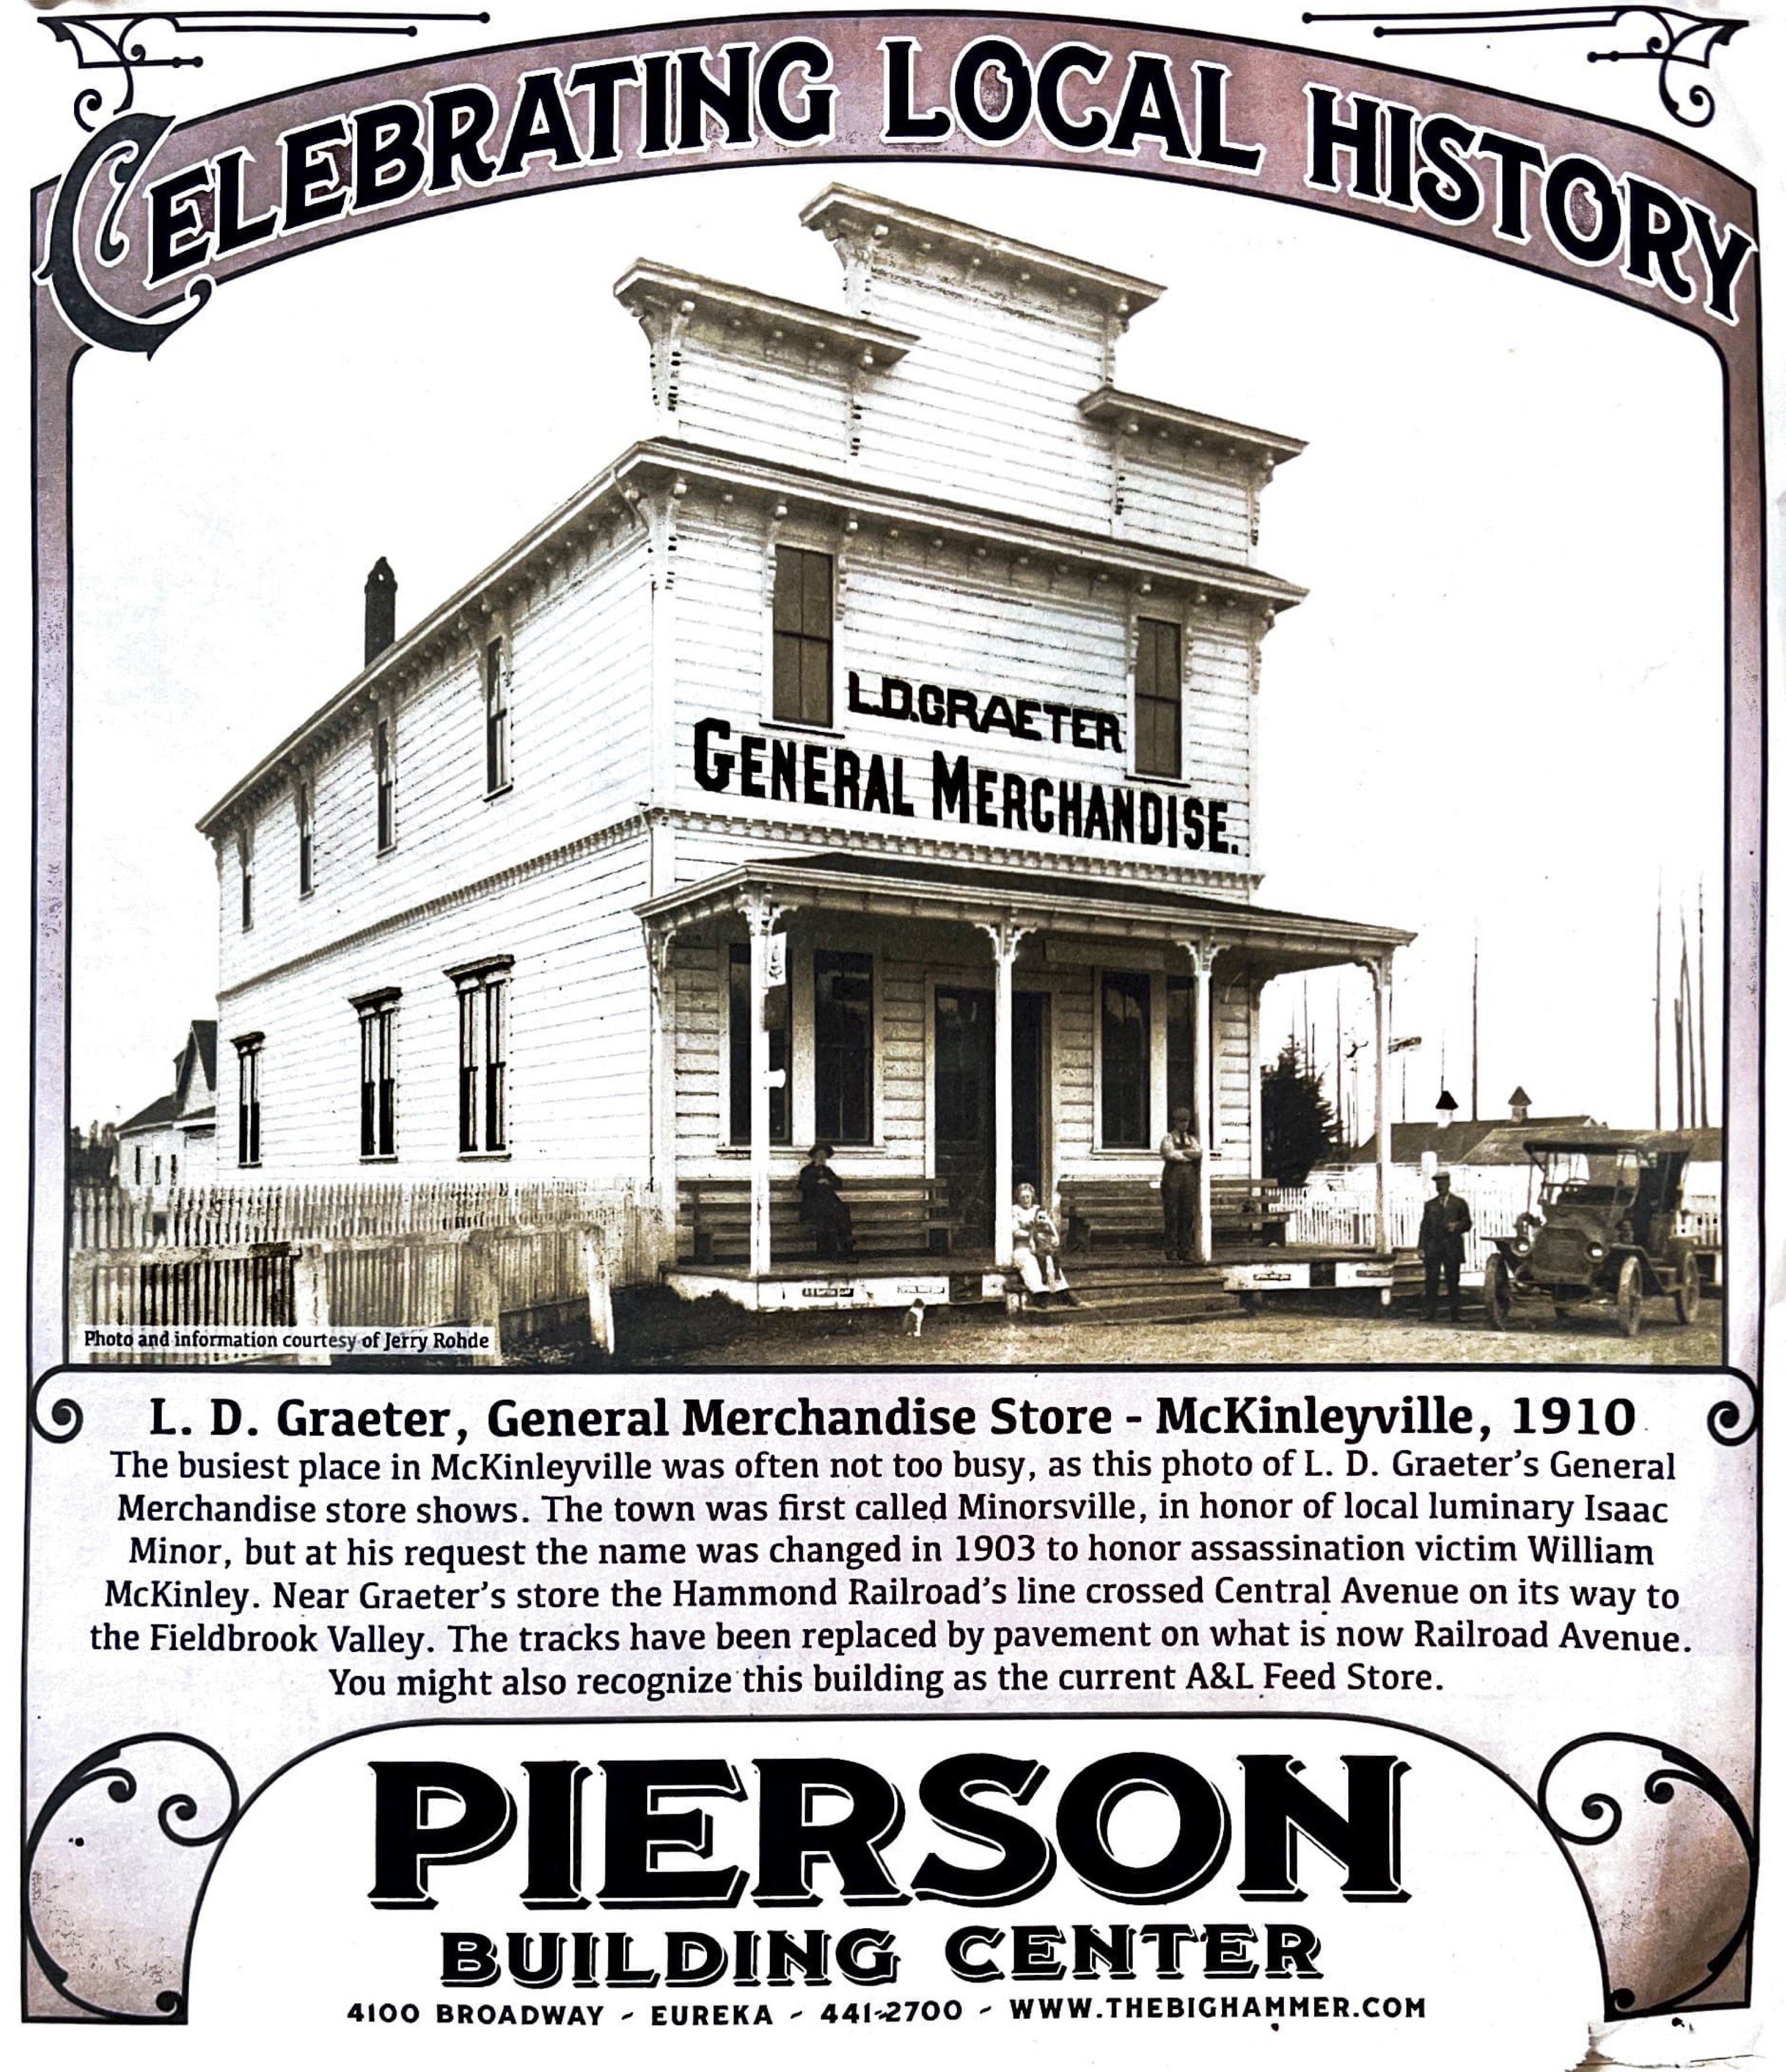 CELEBRATING LOCAL HISTORY
L.D.GRAETER
GENERAL MERCHANDISE.
Photo and information courtesy of Jerry Rohde
L. D. Graeter, General Merchandise Store - McKinleyville, 1910
The busiest place in McKinleyville was often not too busy, as this photo of L. D. Graeter's General
Merchandise store shows. The town was first called Minorsville, in honor of local luminary Isaac
Minor, but at his request the name was changed in 1903 to honor assassination victim William
McKinley. Near Graeter's store the Hammond Railroad's line crossed Central Avenue on its way to
the Fieldbrook Valley. The tracks have been replaced by pavement on what is now Railroad Avenue.
You might also recognize this building as the current A&L Feed Store.
PIERSON
BUILDING CENTER
4100 BROADWAY - EUREKA - 441-2700 - WWW.THEBIGHAMMER.COM